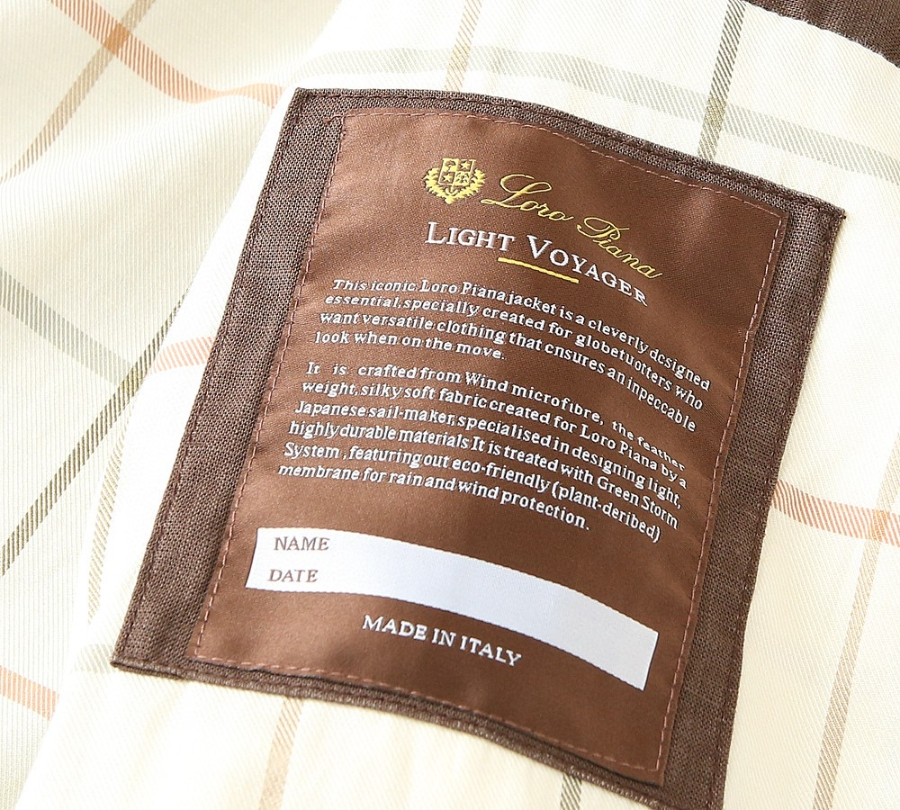 Loro Piana
LIGHT VOYAGER
This iconic Loro Piana jacket is a cleverly dcsigned
essential, specially created for globetuotters who
want versatile clothing that cnsures an inpeccable
look when on the move.
It is crafted from Wind microfibre, the feather
weight, silky soft fabric created for Loro Piana by a
Japanese sail-maker, specialised in designing light,
highly durable materials It is treated with Green Storm
System , featuring out eco-friendly (plant-deribed)
membrane for rain and wind protection.
NAME
DATE
MADE IN ITALY